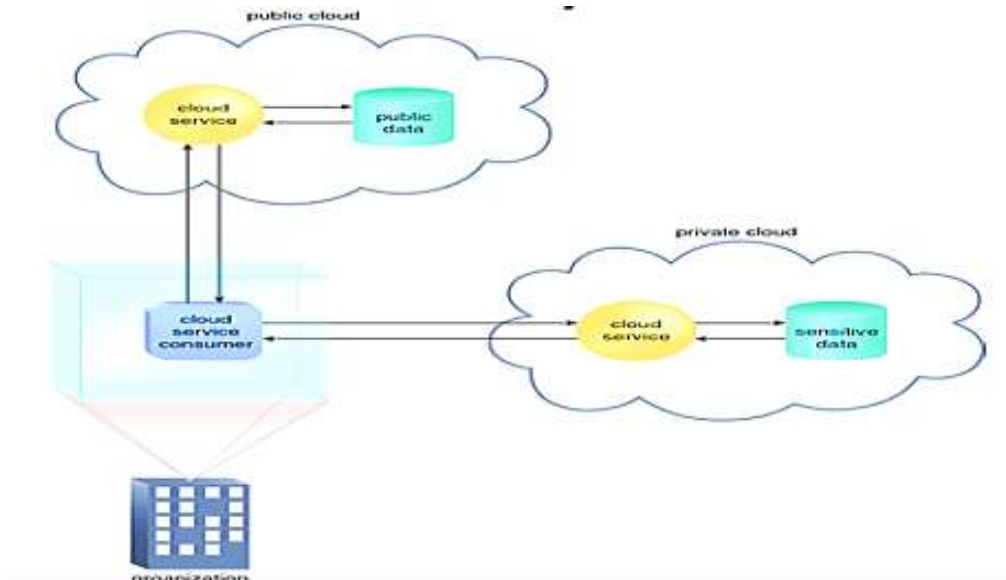 public cloud
cloud
service
public
data
private cloud
cloud
service
consumer
cloud
service
sensitive
data
organization